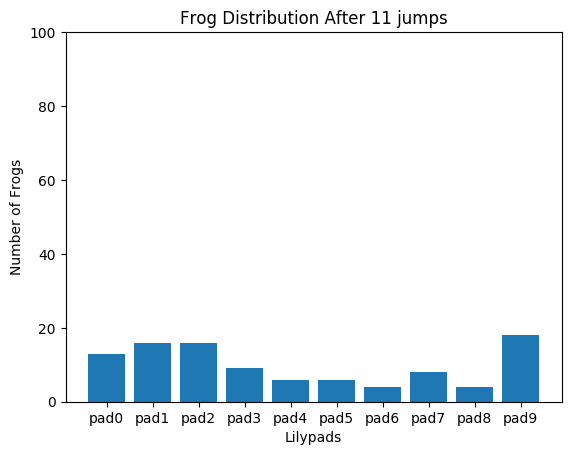 Frog Distribution After 11 jumps
100
80
60
40
20
0
Number of Frogs
pad0 pad1 pad2 pad3 pad4 pad5 pad6 pad7 pad8 pad9
Lilypads